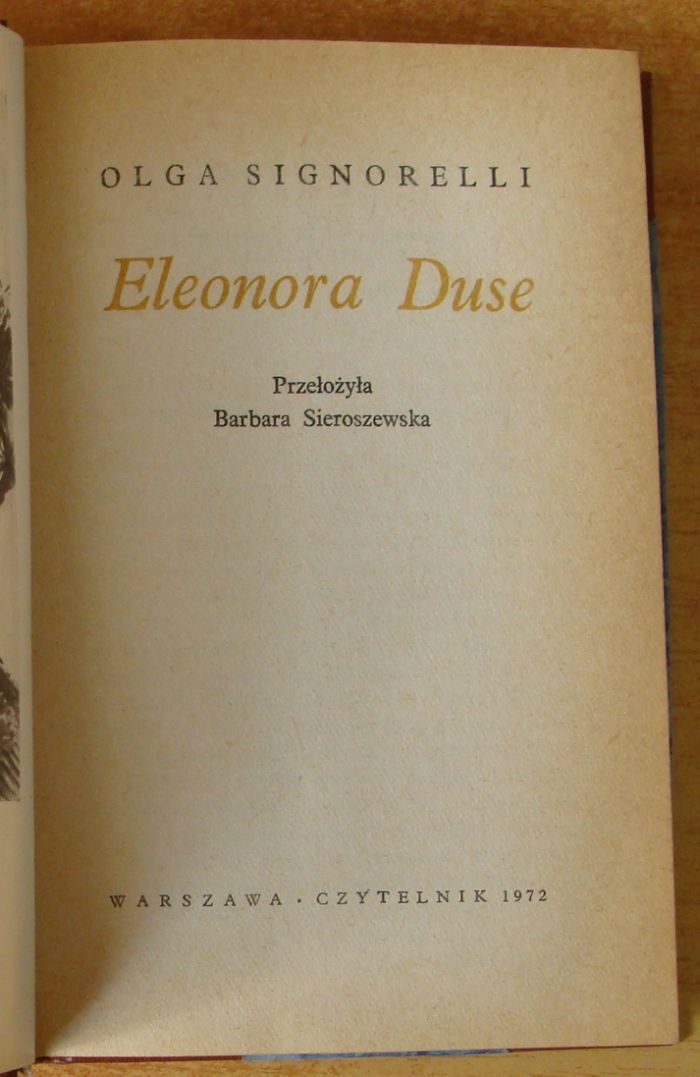 OLGA SIGNORELLI
Eleonora Duse
Przełożyła
Barbara Sieroszewska
WARSZAWA · CZYTELNIK 1972